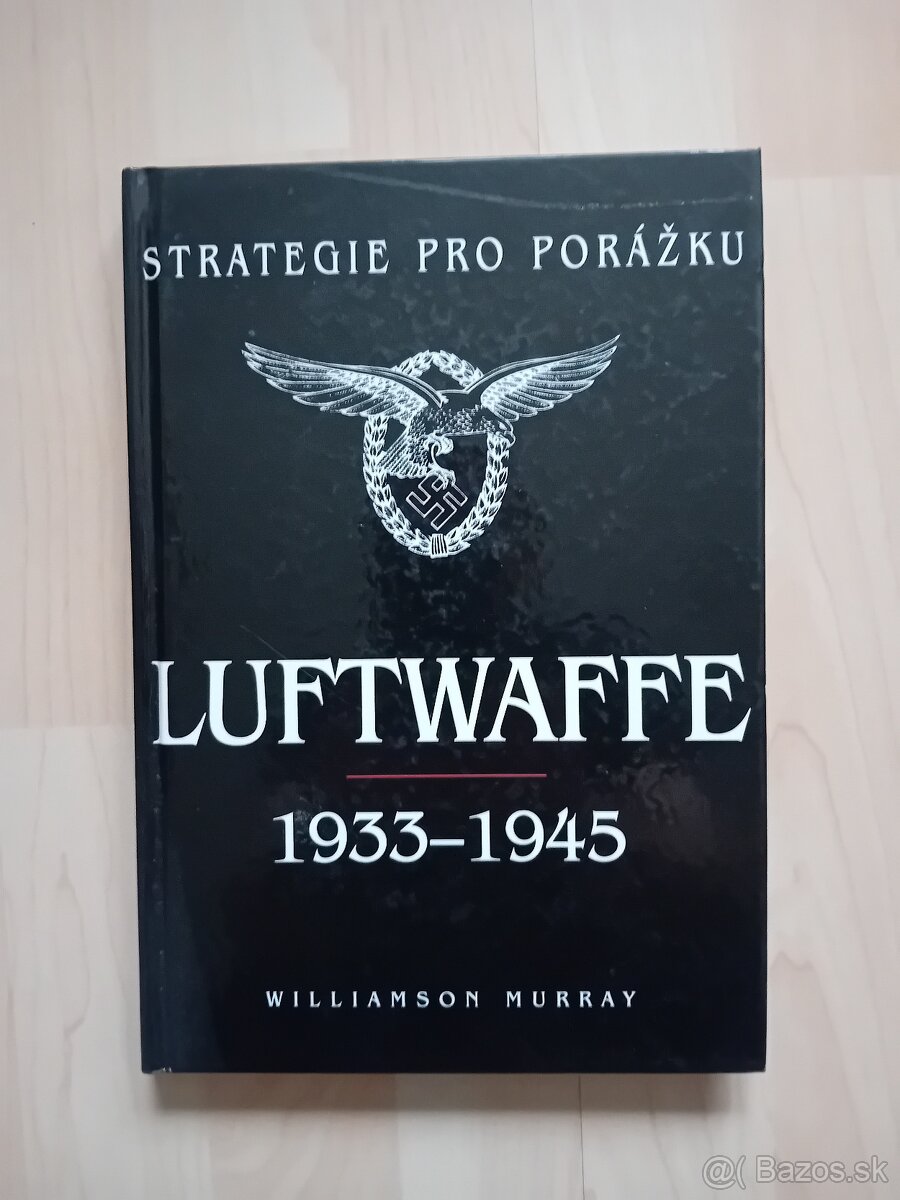 STRATEGIE PRO PORÁŽKU
LUFTWAFFE
1933–1945
WILLIAMSON MURRAY
@( Bazos.sk